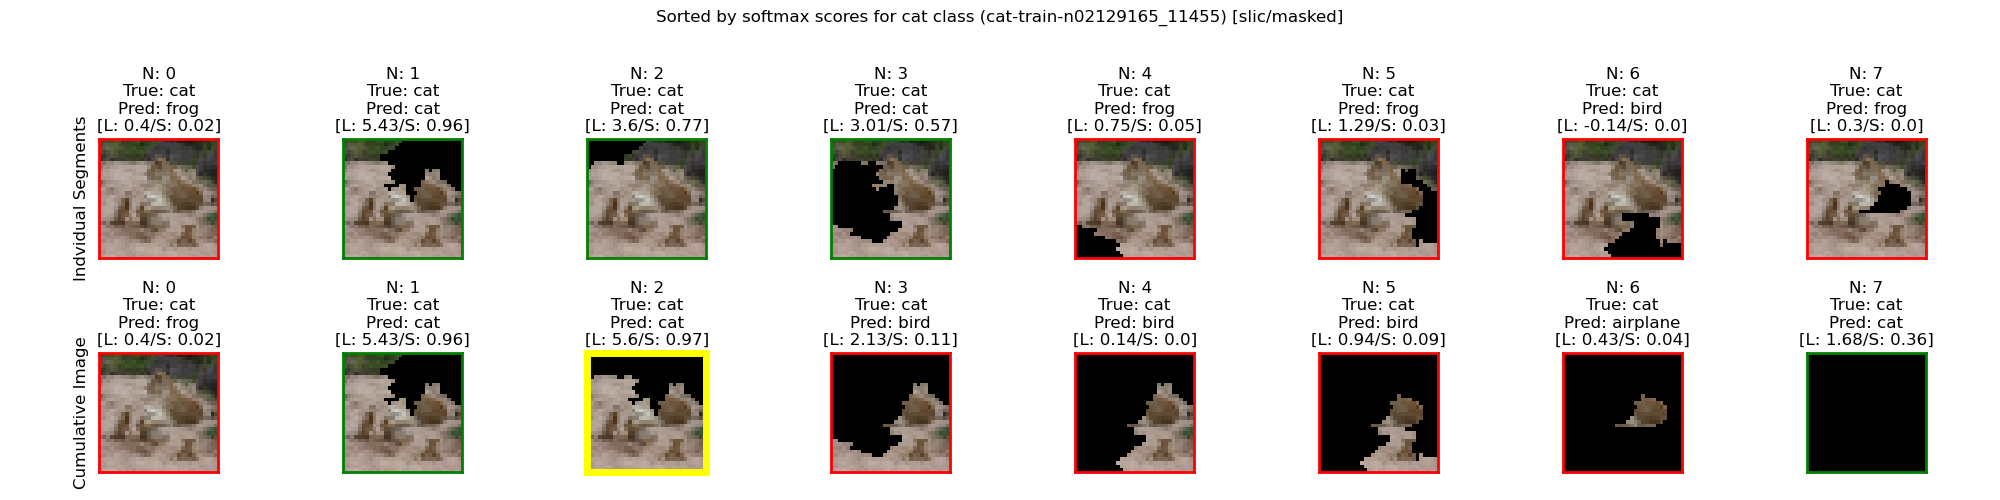 Sorted by softmax scores for cat class (cat-train-n02129165_11455) [slic/masked]
Indvidual Segments
N: 0
True: cat
Pred: frog
[L: 0.4/S: 0.02]
N: 1
True: cat
Pred: cat
[L: 5.43/S: 0.96]
N: 2
True: cat
Pred: cat
[L: 3.6/S: 0.77]
N: 3
True: cat
Pred: cat
[L: 3.01/S: 0.57]
N: 4
True: cat
Pred: frog
[L: 0.75/S: 0.05]
N: 5
True: cat
Pred: frog
[L: 1.29/S: 0.03]
N: 6
True: cat
Pred: bird
[L: -0.14/S: 0.0]
N: 7
True: cat
Pred: frog
[L: 0.3/S: 0.0]
Cumulative Image
N: 0
True: cat
Pred: frog
[L: 0.4/S: 0.02]
N: 1
True: cat
Pred: cat
[L: 5.43/S: 0.96]
N: 2
True: cat
Pred: cat
[L: 5.6/S: 0.97]
N: 3
True: cat
Pred: bird
[L: 2.13/S: 0.11]
N: 4
True: cat
Pred: bird
[L: 0.14/S: 0.0]
N: 5
True: cat
Pred: bird
[L: 0.94/S: 0.09]
N: 6
True: cat
Pred: airplane
[L: 0.43/S: 0.04]
N: 7
True: cat
Pred: cat
[L: 1.68/S: 0.36]